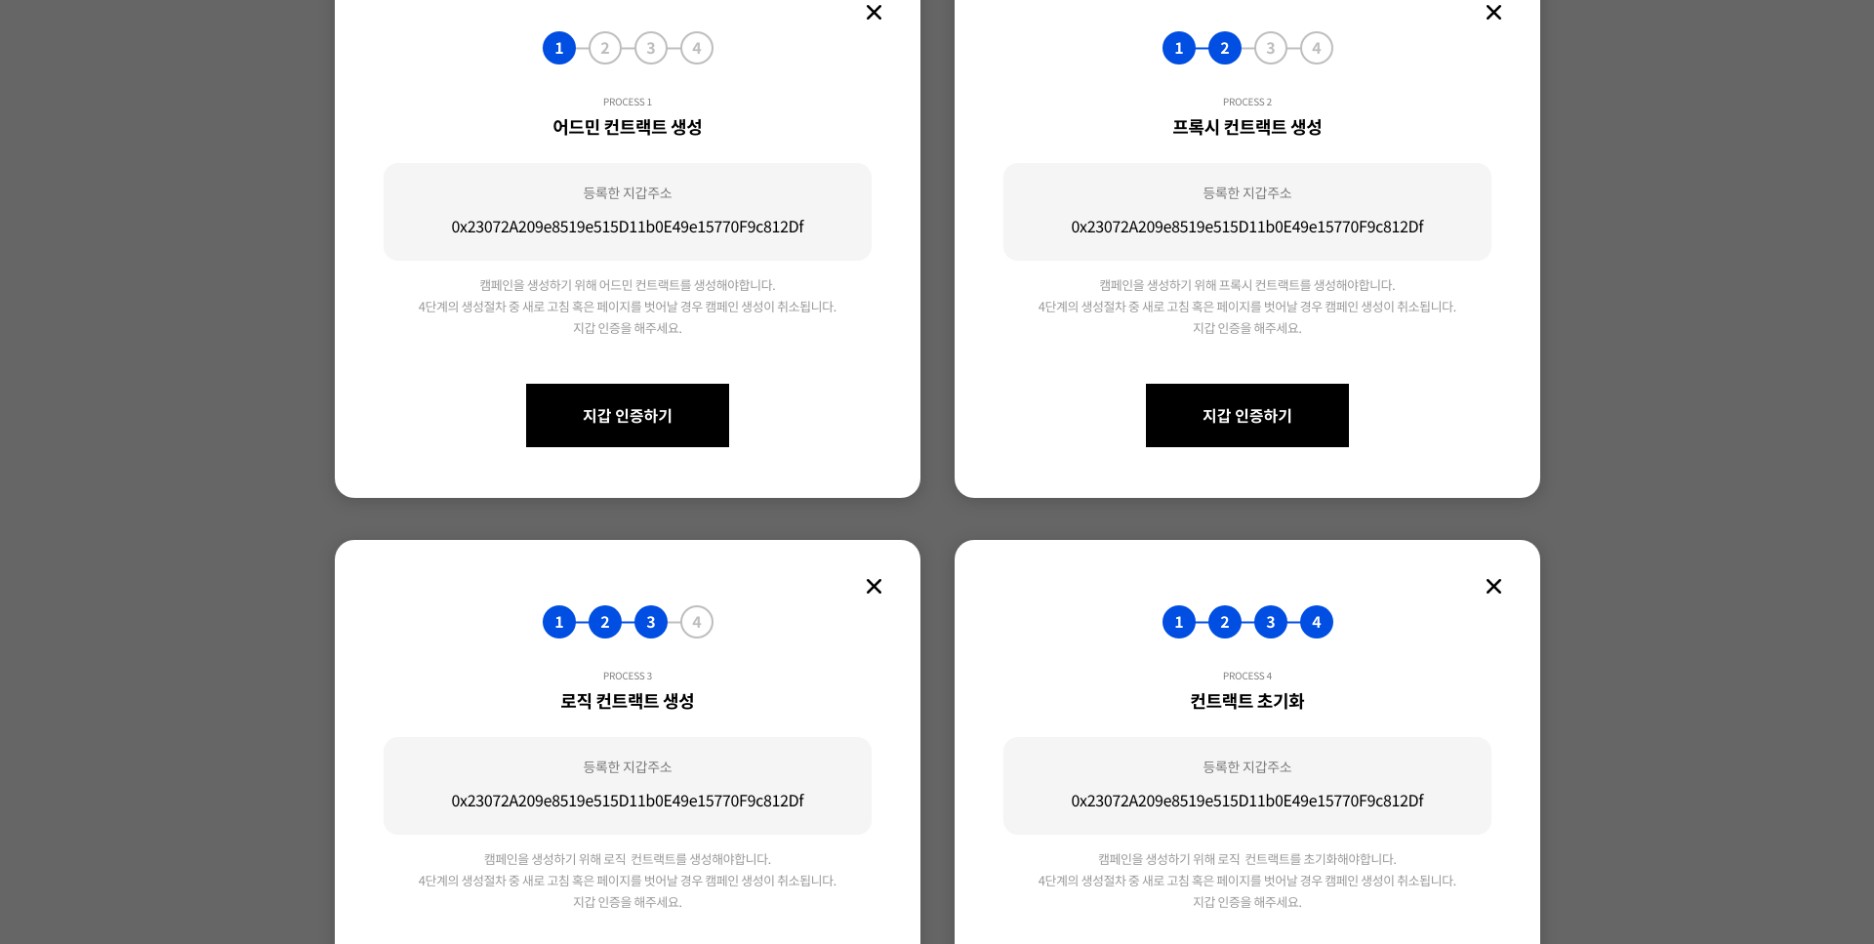 1 2 3 4
PROCESS 1
어드민 컨트랙트 생성
등록한 지갑주소
0x23072A209e8519e515D11b0E49e15770F9c812Df
캠페인을 생성하기 위해 어드민 컨트랙트를 생성해야합니다.
4단계의 생성절차 중 새로 고침 혹은 페이지를 벗어날 경우 캠페인 생성이 취소됩니다.
지갑 인증을 해주세요.
지갑 인증하기
1 2 3 4
PROCESS 2
프록시 컨트랙트 생성
등록한 지갑주소
0x23072A209e8519e515D11b0E49e15770F9c812Df
캠페인을 생성하기 위해 프록시 컨트랙트를 생성해야합니다.
4단계의 생성절차 중 새로 고침 혹은 페이지를 벗어날 경우 캠페인 생성이 취소됩니다.
지갑 인증을 해주세요.
지갑 인증하기
1 2 3 4
PROCESS 3
로직 컨트랙트 생성
등록한 지갑주소
0x23072A209e8519e515D11b0E49e15770F9c812Df
캠페인을 생성하기 위해 로직 컨트랙트를 생성해야합니다.
4단계의 생성절차 중 새로 고침 혹은 페이지를 벗어날 경우 캠페인 생성이 취소됩니다.
지갑 인증을 해주세요.
1 2 3 4
PROCESS 4
컨트랙트 초기화
등록한 지갑주소
0x23072A209e8519e515D11b0E49e15770F9c812Df
캠페인을 생성하기 위해 로직 컨트랙트를 초기화해야합니다.
4단계의 생성절차 중 새로 고침 혹은 페이지를 벗어날 경우 캠페인 생성이 취소됩니다.
지갑 인증을 해주세요.